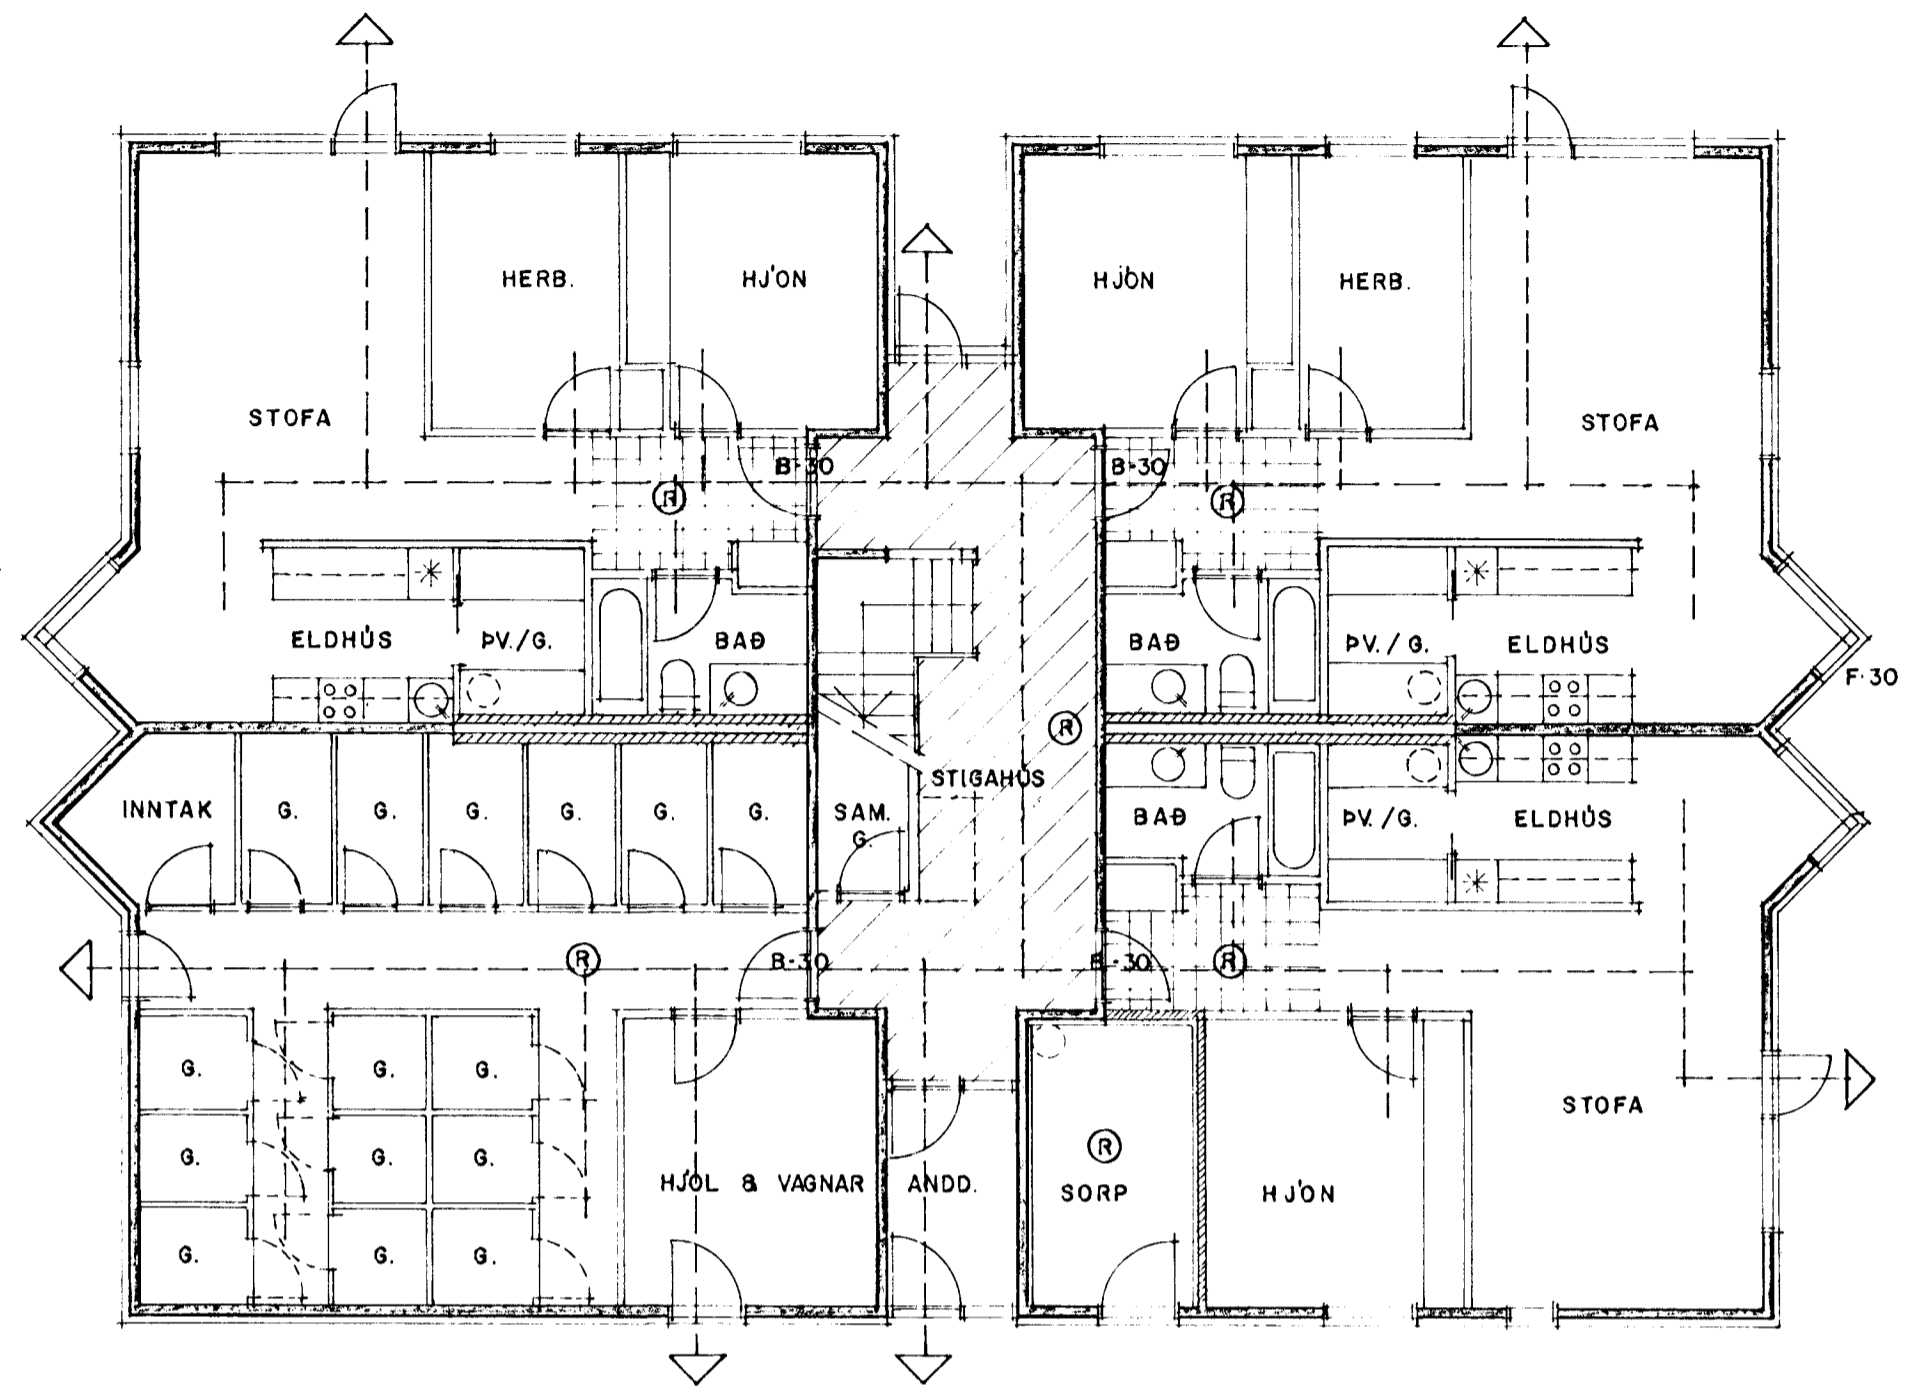 HERB.
HJÓN
HJÓN
HERB.
STOFA
STOFA
B-30
B-30
R
R
ELDHÚS
ÞV./G.
BAÐ
BAÐ
ÞV./G.
ELDHÚS
F-30
R
STIGAHÚS
INNTAK
G.
G.
G.
G.
G.
G.
SAM.
G.
BAÐ
ÞV./G.
ELDHÚS
R
B-30
B-30
R
G.
G.
G.
STOFA
G.
G.
G.
R
HJÓL & VAGNAR
ANDD.
SORP
HJÓN
G.
G.
G.